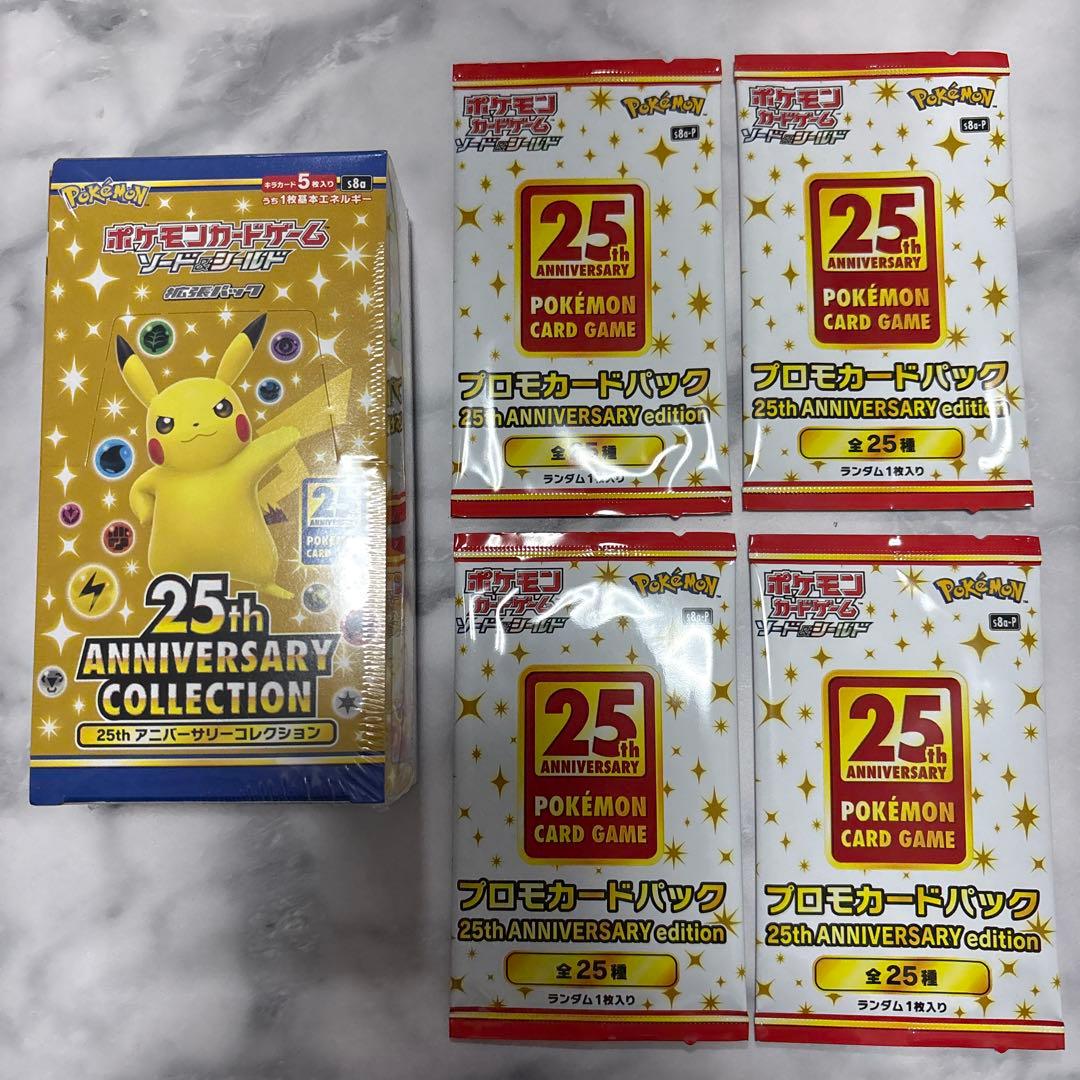 POKÉMON
キラカード5枚入り
うち1枚基本エネルギー
s8a
ポケモンカードゲーム
ソード&シールド
拡張パック
25
ANNIVERSARY
POKÉMON
CARD GAME
25th
ANNIVERSARY
COLLECTION
25th アニバーサリーコレクション
ポケモン
カードゲーム
ソード&シールド
POKÉMON
s8a-P
25th
ANNIVERSARY
POKÉMON
CARD GAME
プロモカードパック
25th ANNIVERSARY edition
全25種
ランダム1枚入り
ポケモン
カードゲーム
ソード&シールド
POKÉMON
s8a-P
25th
ANNIVERSARY
POKÉMON
CARD GAME
プロモカードパック
25th ANNIVERSARY edition
全25種
ランダム1枚入り
ポケモン
カードゲーム
ソード&シールド
POKÉMON
s8a-P
25th
ANNIVERSARY
POKÉMON
CARD GAME
プロモカードパック
25th ANNIVERSARY edition
全25種
ランダム1枚入り
ポケモン
カードゲーム
ソード&シールド
POKÉMON
s8a-P
25th
ANNIVERSARY
POKÉMON
CARD GAME
プロモカードパック
25th ANNIVERSARY edition
全25種
ランダム1枚入り